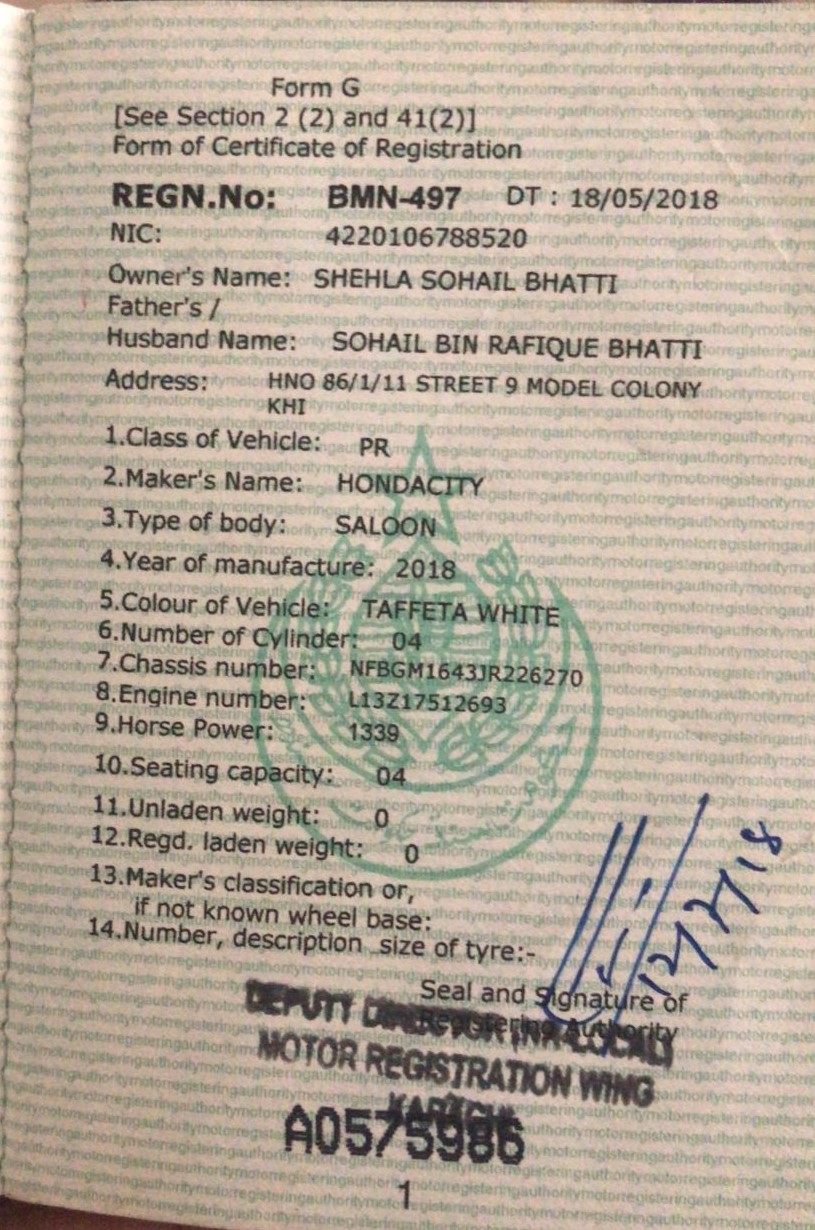 Form G
[See Section 2 (2) and 41(2)]
Form of Certificate of Registration
REGN.No: BMN-497 DT : 18/05/2018
NIC: 4220106788520
Owner's Name: SHEHLA SOHAIL BHATTI
Father's /
Husband Name: SOHAIL BIN RAFIQUE BHATTI
Address: HNO 86/1/11 STREET 9 MODEL COLONY
KHI
1.Class of Vehicle: PR
2.Maker's Name: HONDACITY
3.Type of body: SALOON
4.Year of manufacture: 2018
5.Colour of Vehicle: TAFFETA WHITE
6.Number of Cylinder: 04
7.Chassis number: NFBGM1643JR226270
8.Engine number: L13Z17512693
9.Horse Power: 1339
10.Seating capacity: 04
11.Unladen weight: 0
12.Regd. laden weight: 0
13.Maker's classification or,
if not known wheel base:
14.Number, description size of tyre:-
Seal and Signature of
Registering Authority
DEPUTY DIRECTOR
MOTOR REGISTRATION WING
KARACHI
A0575986
1